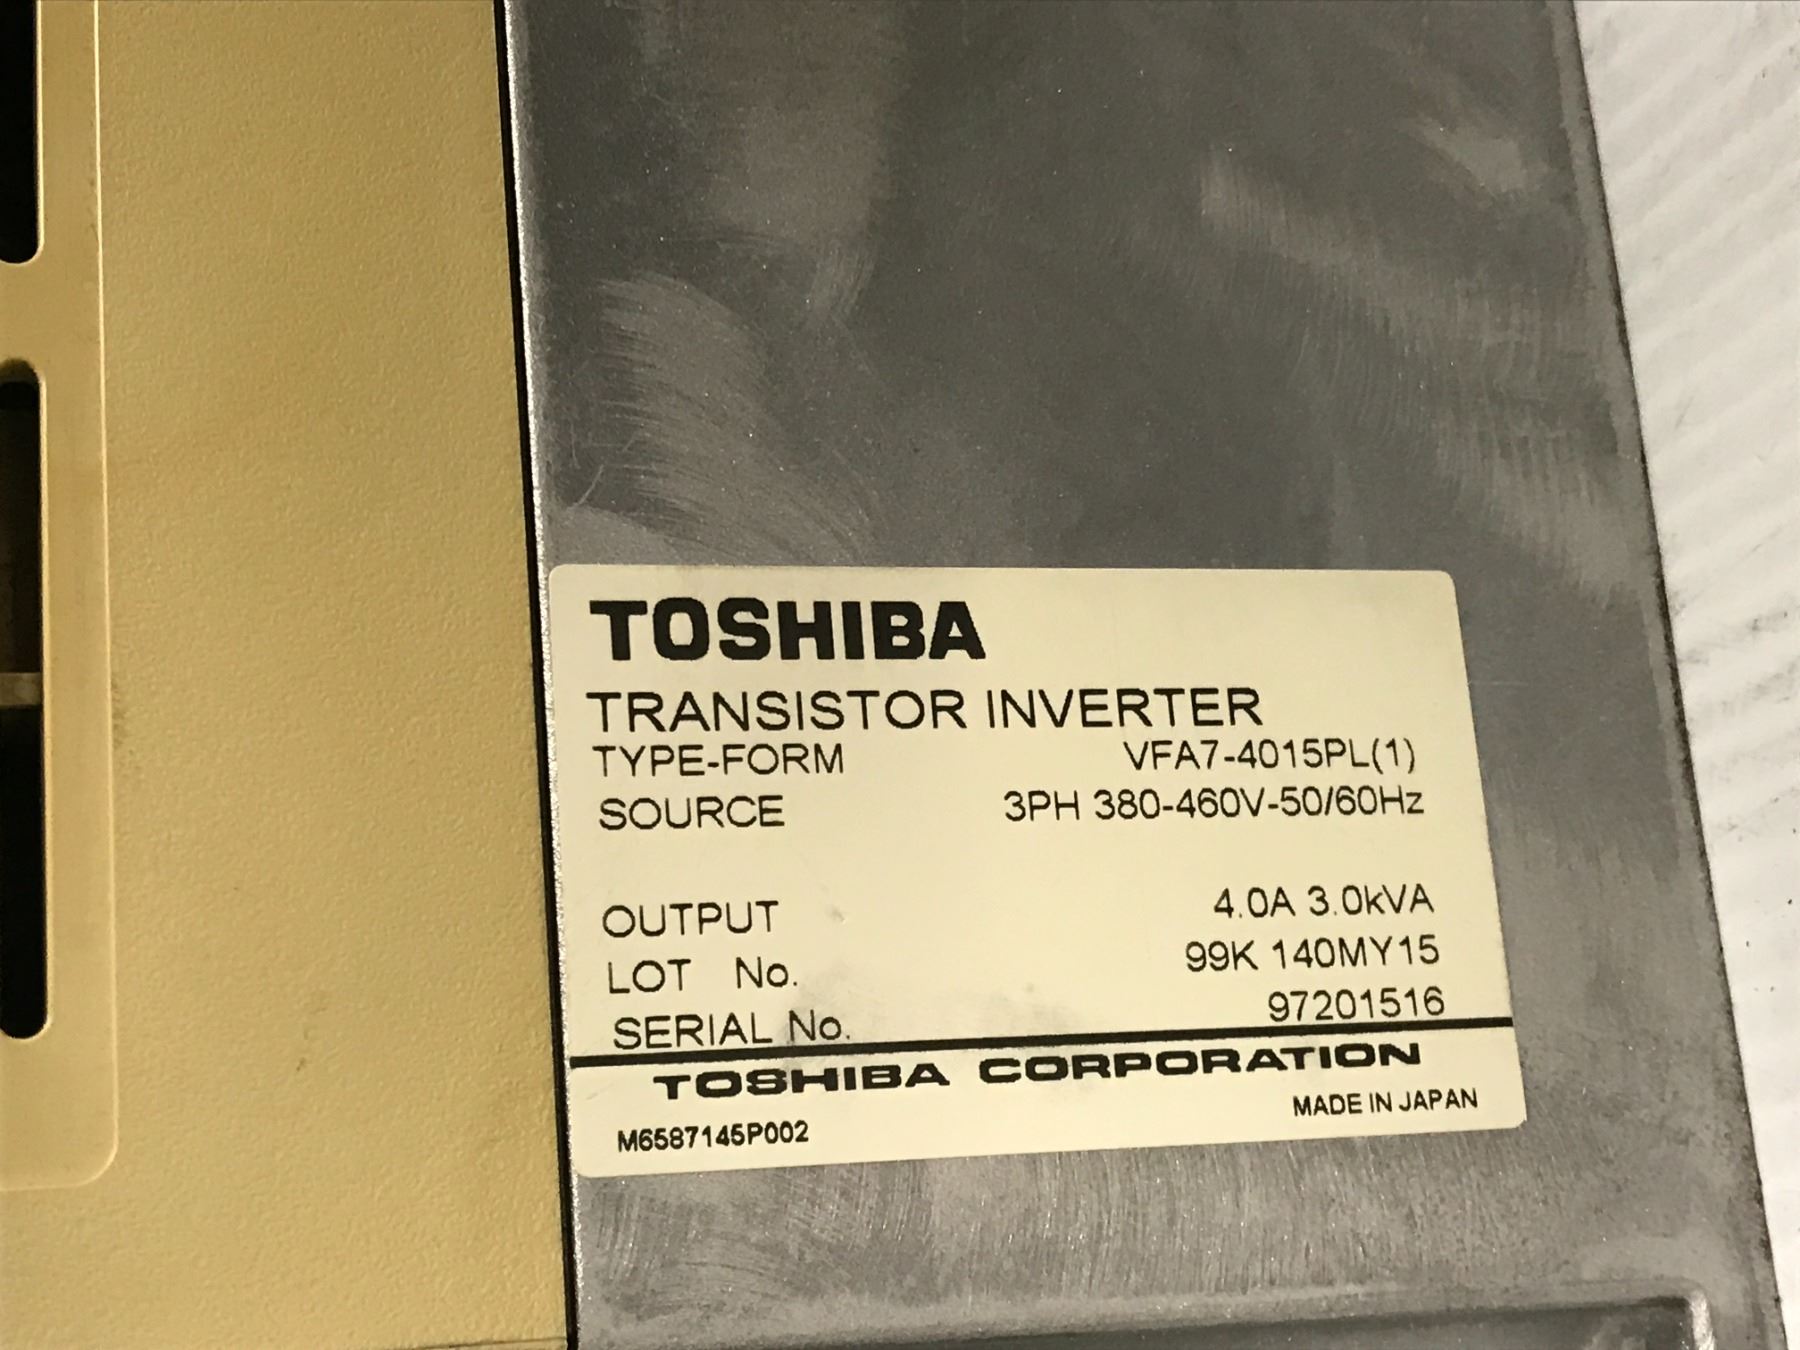 TOSHIBA
TRANSISTOR INVERTER
TYPE-FORM VFA7-4015PL(1)
SOURCE 3PH 380-460V-50/60Hz
OUTPUT 4.0A 3.0kVA
LOT No. 99K 140MY15
SERIAL No. 97201516
TOSHIBA CORPORATION
MADE IN JAPAN
M6587145P002